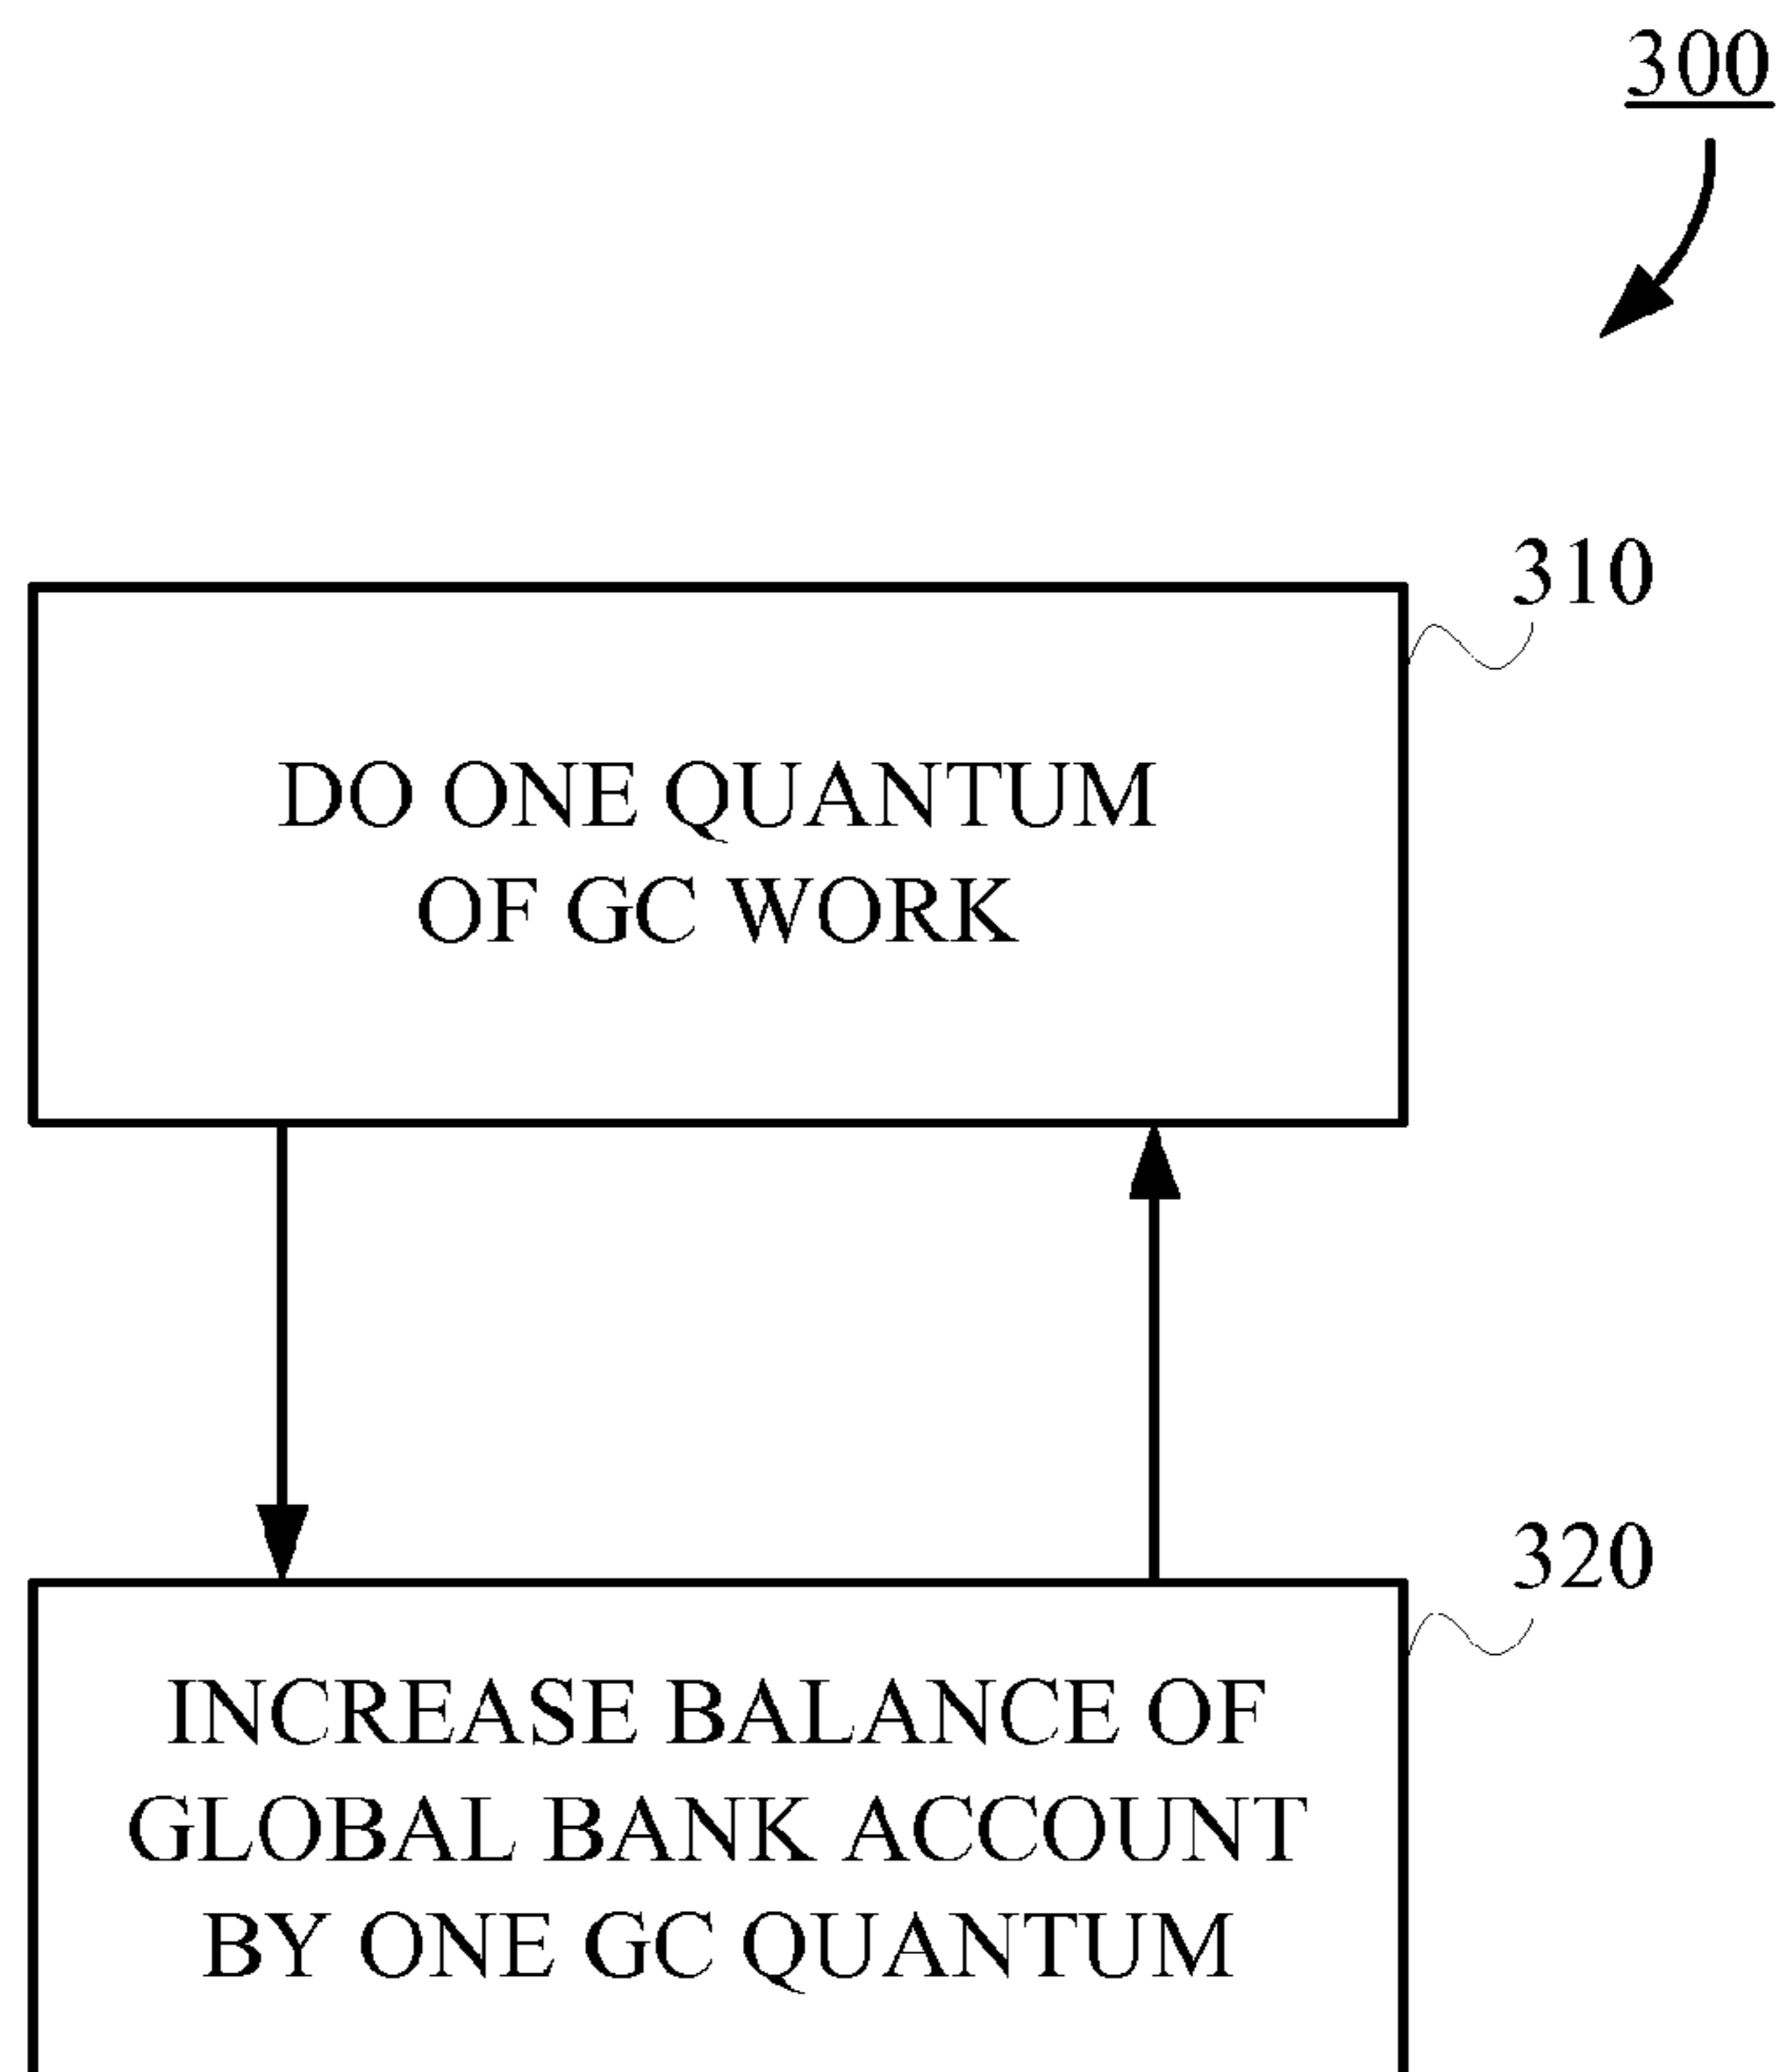 300
310
DO ONE QUANTUM
OF GC WORK
320
INCREASE BALANCE OF
GLOBAL BANK ACCOUNT
BY ONE GC QUANTUM